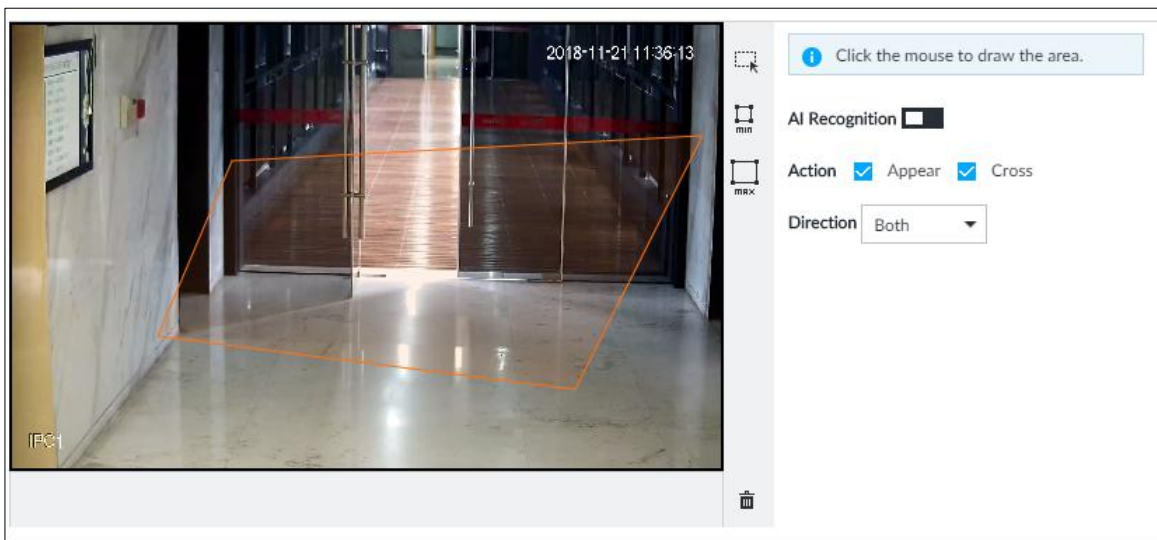 2018-11-21 11:36:13
IPC1
min
max
Click the mouse to draw the area.
AI Recognition
Action Appear Cross
Direction Both